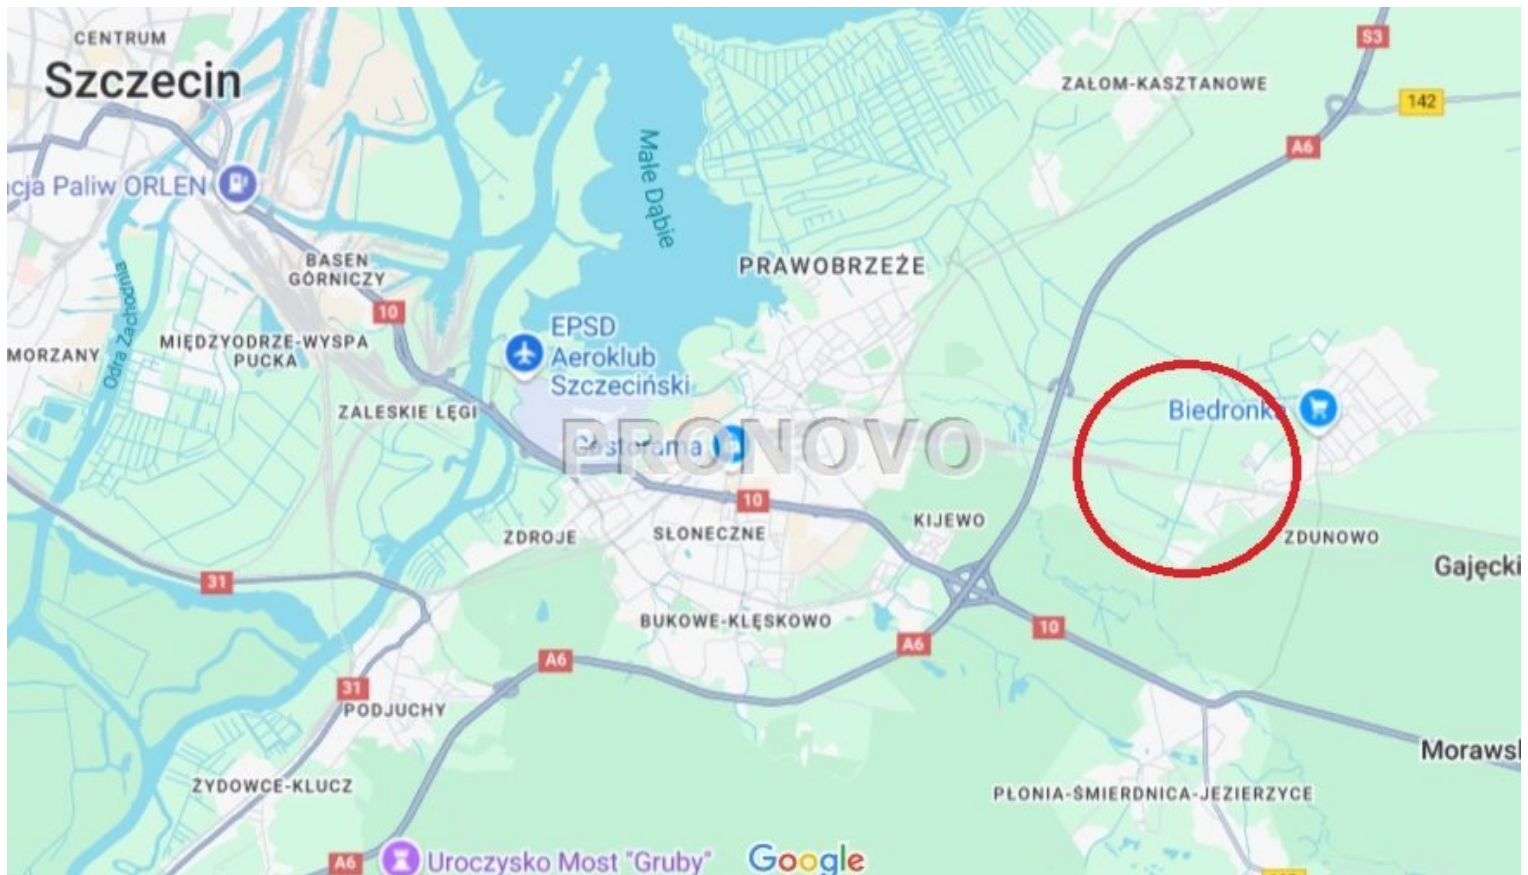 CENTRUM
Szczecin
S3
ZAŁOM-KASZTANOWE
142
A6
Małe Dąbie
cja Paliw ORLEN
BASEN
GÓRNICZY
PRAWOBRZEŻE
Odra Zachodnia
10
EPSD
Aeroklub
Szczeciński
MIĘDZYODRZE-WYSPA
PUCKA
MORZANY
ZALESKIE ŁĘGI
Biedronka
PRONOVO
Castorama
10
KIJEWO
ZDROJE
SŁONECZNE
ZDUNOWO
Gajęcki
31
BUKOWE-KLĘSKOWO
10
A6
A6
31
PODJUCHY
Morawsk
ŻYDOWCE-KLUCZ
PŁONIA-ŚMIERDNICA-JEZIERZYCE
A6
Uroczysko Most "Gruby"
Google